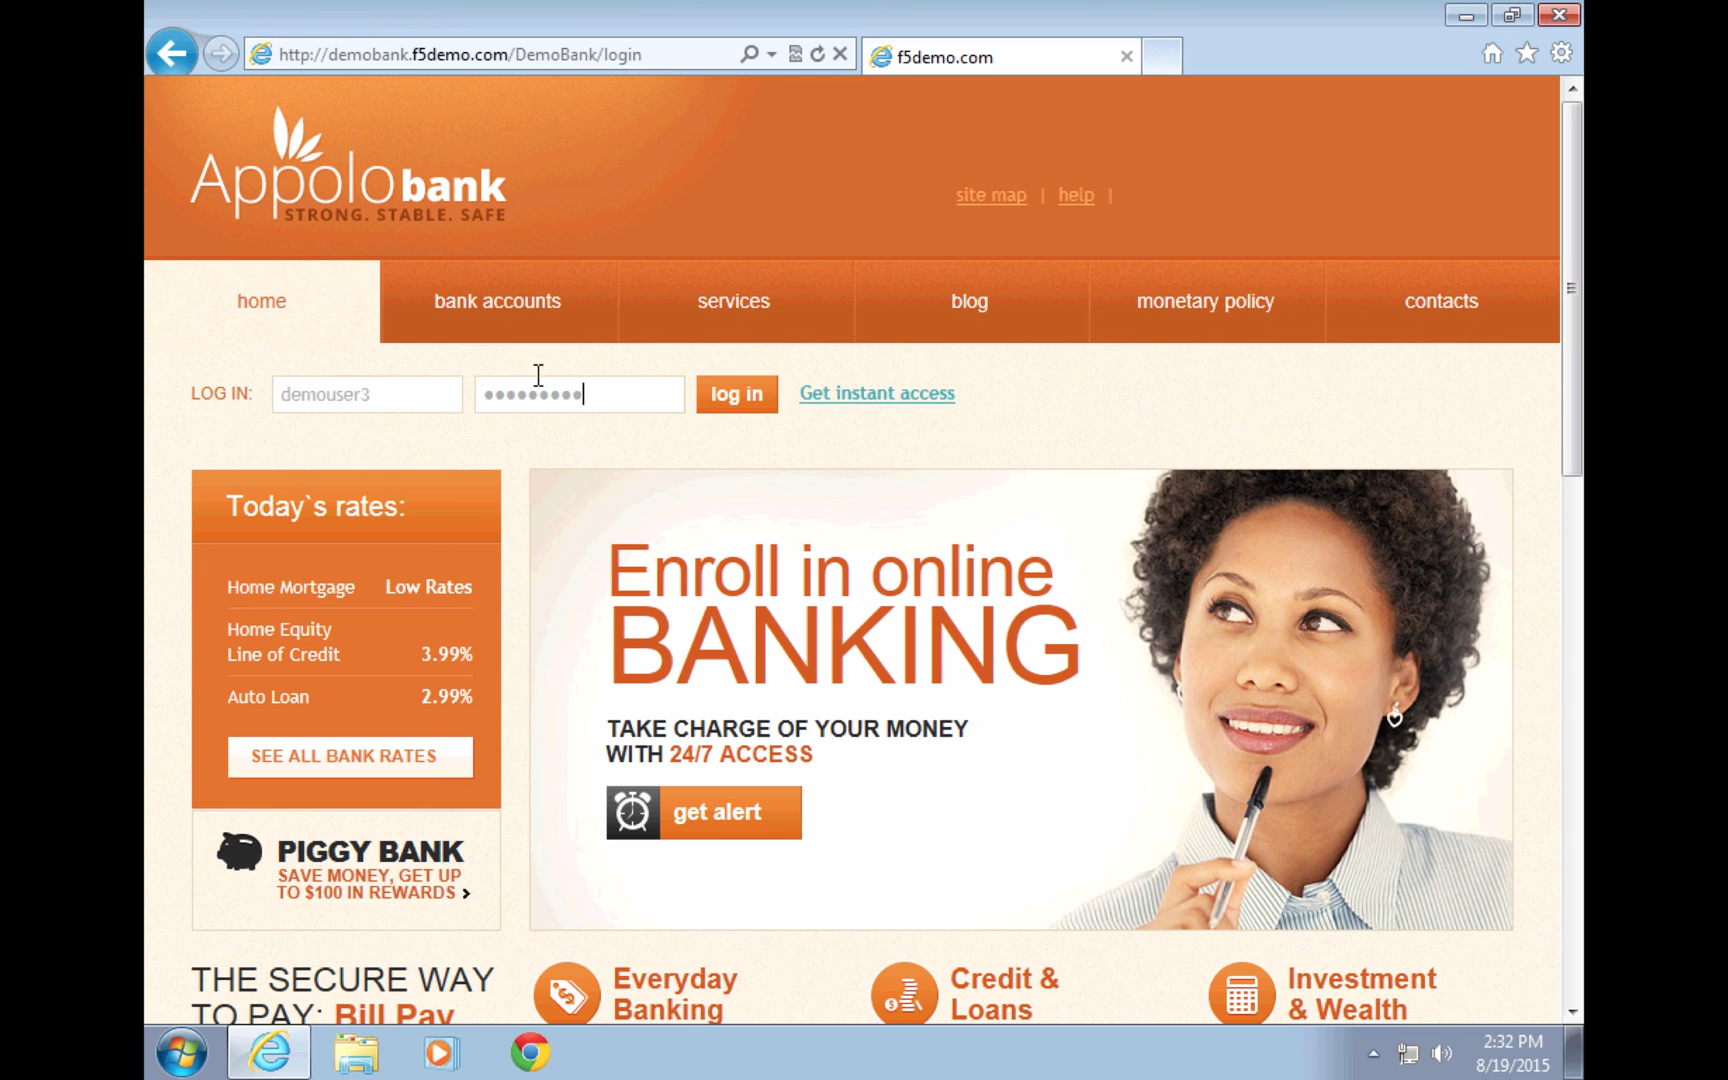 http://demobank.f5demo.com/DemoBank/login
f5demo.com
Appolo bank
STRONG. STABLE. SAFE
site map | help |
home bank accounts services blog monetary policy contacts
LOG IN: demouser3 ●●●●●●●●● log in Get instant access
Today`s rates:
Home Mortgage Low Rates
Home Equity
Line of Credit 3.99%
Auto Loan 2.99%
SEE ALL BANK RATES
PIGGY BANK
SAVE MONEY, GET UP
TO $100 IN REWARDS
Enroll in online
BANKING
TAKE CHARGE OF YOUR MONEY
WITH 24/7 ACCESS
get alert
THE SECURE WAY
TO PAY: Bill Pay
Everyday
Banking
Credit &
Loans
Investment
& Wealth
2:32 PM
8/19/2015